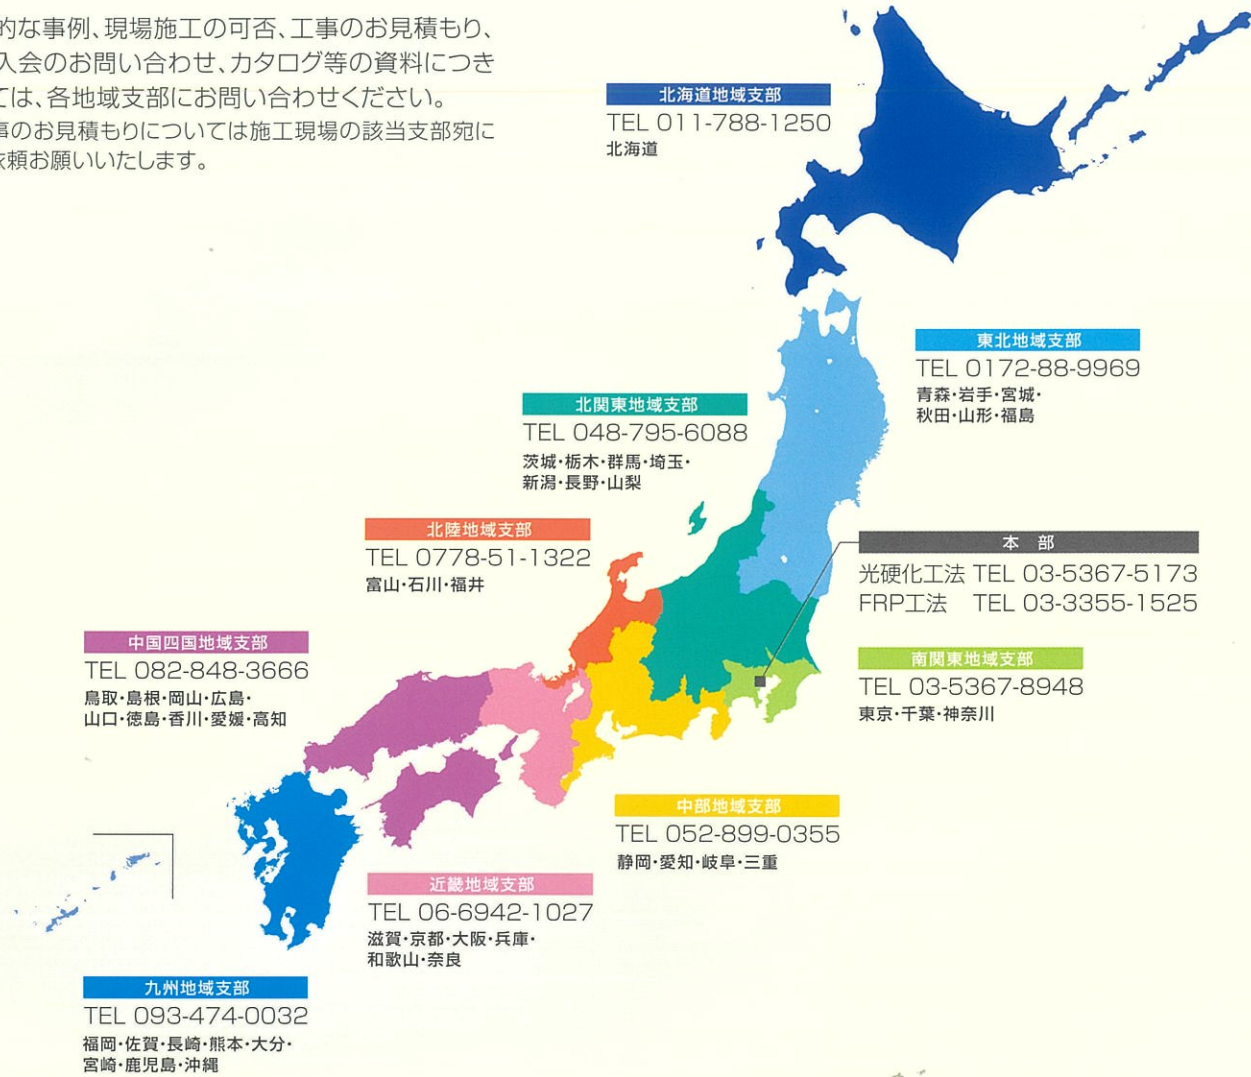 的な事例、現場施工の可否、工事のお見積もり、
入会のお問い合わせ、カタログ等の資料につき
ては、各地域支部にお問い合わせください。
事のお見積もりについては施工現場の該当支部宛に
依頼お願いいたします。
北海道地域支部
TEL 011-788-1250
北海道
東北地域支部
TEL 0172-88-9969
青森・岩手・宮城・
秋田・山形・福島
北関東地域支部
TEL 048-795-6088
茨城・栃木・群馬・埼玉・
新潟・長野・山梨
北陸地域支部
TEL 0778-51-1322
富山・石川・福井
本 部
光硬化工法 TEL 03-5367-5173
FRP工法 TEL 03-3355-1525
中国四国地域支部
TEL 082-848-3666
鳥取・島根・岡山・広島・
山口・徳島・香川・愛媛・高知
南関東地域支部
TEL 03-5367-8948
東京・千葉・神奈川
中部地域支部
TEL 052-899-0355
静岡・愛知・岐阜・三重
近畿地域支部
TEL 06-6942-1027
滋賀・京都・大阪・兵庫・
和歌山・奈良
九州地域支部
TEL 093-474-0032
福岡・佐賀・長崎・熊本・大分・
宮崎・鹿児島・沖縄